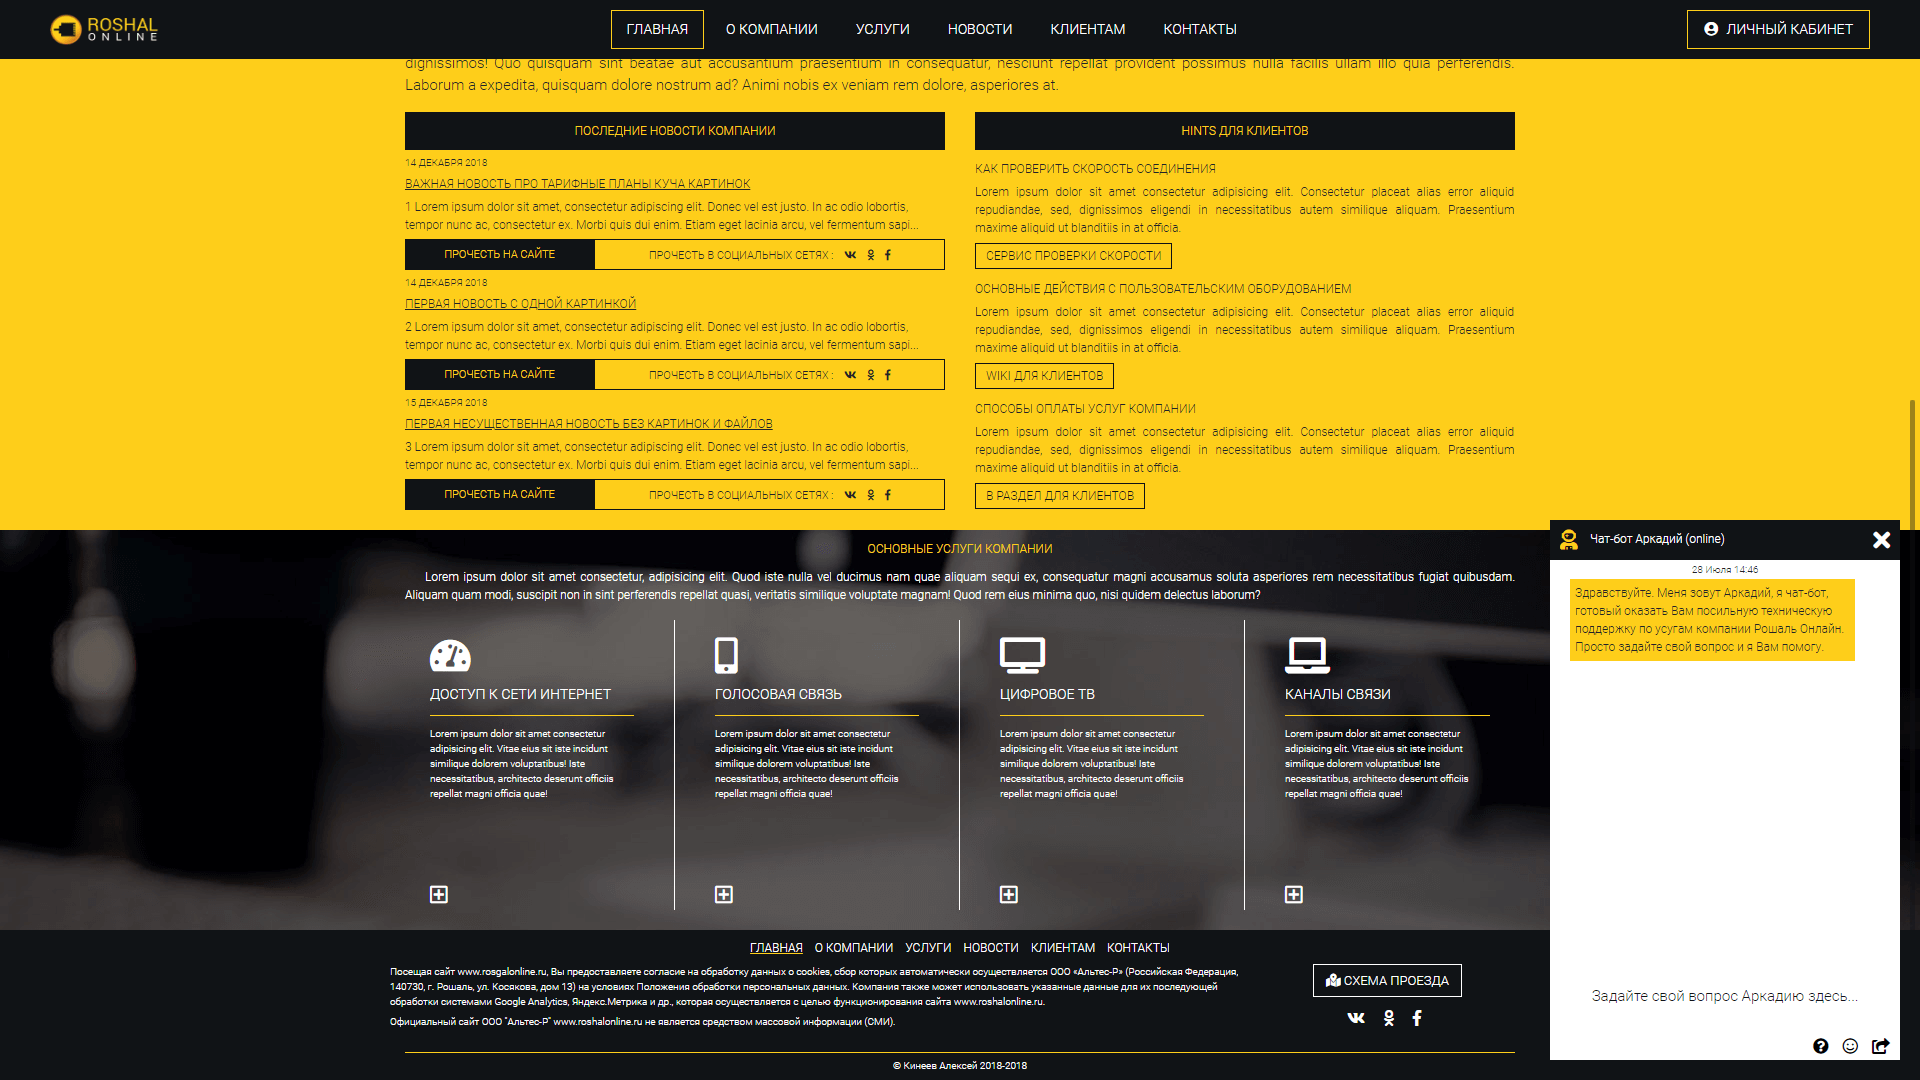 ROSHAL
ONLINE
ГЛАВНАЯ
О КОМПАНИИ
УСЛУГИ
НОВОСТИ
КЛИЕНТАМ
КОНТАКТЫ
ЛИЧНЫЙ КАБИНЕТ
dignissimos! Quo quisquam sint beatae aut accusantium praesentium in consequatur, nesciunt repellat provident possimus nulla facilis ullam illo quia perferendis.
Laborum a expedita, quisquam dolore nostrum ad? Animi nobis ex veniam rem dolore, asperiores at.
ПОСЛЕДНИЕ НОВОСТИ КОМПАНИИ
14 ДЕКАБРЯ 2018
ВАЖНАЯ НОВОСТЬ ПРО ТАРИФНЫЕ ПЛАНЫ КУЧА КАРТИНОК
1 Lorem ipsum dolor sit amet, consectetur adipiscing elit. Donec vel est justo. In ac odio lobortis,
tempor nunc ac, consectetur ex. Morbi quis dui enim. Etiam eget lacinia arcu, vel fermentum sapi...
ПРОЧЕСТЬ НА САЙТЕ
ПРОЧЕСТЬ В СОЦИАЛЬНЫХ СЕТЯХ :
14 ДЕКАБРЯ 2018
ПЕРВАЯ НОВОСТЬ С ОДНОЙ КАРТИНКОЙ
2 Lorem ipsum dolor sit amet, consectetur adipiscing elit. Donec vel est justo. In ac odio lobortis,
tempor nunc ac, consectetur ex. Morbi quis dui enim. Etiam eget lacinia arcu, vel fermentum sapi...
ПРОЧЕСТЬ НА САЙТЕ
ПРОЧЕСТЬ В СОЦИАЛЬНЫХ СЕТЯХ :
15 ДЕКАБРЯ 2018
ПЕРВАЯ НЕСУЩЕСТВЕННАЯ НОВОСТЬ БЕЗ КАРТИНОК И ФАЙЛОВ
3 Lorem ipsum dolor sit amet, consectetur adipiscing elit. Donec vel est justo. In ac odio lobortis,
tempor nunc ac, consectetur ex. Morbi quis dui enim. Etiam eget lacinia arcu, vel fermentum sapi...
ПРОЧЕСТЬ НА САЙТЕ
ПРОЧЕСТЬ В СОЦИАЛЬНЫХ СЕТЯХ :
HINTS ДЛЯ КЛИЕНТОВ
КАК ПРОВЕРИТЬ СКОРОСТЬ СОЕДИНЕНИЯ
Lorem ipsum dolor sit amet consectetur adipisicing elit. Consectetur placeat alias error aliquid
repudiandae, sed, dignissimos eligendi in necessitatibus autem similique aliquam. Praesentium
maxime aliquid ut blanditiis in at officia.
СЕРВИС ПРОВЕРКИ СКОРОСТИ
ОСНОВНЫЕ ДЕЙСТВИЯ С ПОЛЬЗОВАТЕЛЬСКИМ ОБОРУДОВАНИЕМ
Lorem ipsum dolor sit amet consectetur adipisicing elit. Consectetur placeat alias error aliquid
repudiandae, sed, dignissimos eligendi in necessitatibus autem similique aliquam. Praesentium
maxime aliquid ut blanditiis in at officia.
WIKI ДЛЯ КЛИЕНТОВ
СПОСОБЫ ОПЛАТЫ УСЛУГ КОМПАНИИ
Lorem ipsum dolor sit amet consectetur adipisicing elit. Consectetur placeat alias error aliquid
repudiandae, sed, dignissimos eligendi in necessitatibus autem similique aliquam. Praesentium
maxime aliquid ut blanditiis in at officia.
В РАЗДЕЛ ДЛЯ КЛИЕНТОВ
ОСНОВНЫЕ УСЛУГИ КОМПАНИИ
Lorem ipsum dolor sit amet consectetur, adipisicing elit. Quod iste nulla vel ducimus nam quae aliquam sequi ex, consequatur magni accusamus soluta asperiores rem necessitatibus fugiat quibusdam.
Aliquam quam modi, suscipit non in sint perferendis repellat quasi, veritatis similique voluptate magnam! Quod rem eius minima quo, nisi quidem delectus laborum?
ДОСТУП К СЕТИ ИНТЕРНЕТ
Lorem ipsum dolor sit amet consectetur
adipisicing elit. Vitae eius sit iste incidunt
similique dolorem voluptatibus! Iste
necessitatibus, architecto deserunt officiis
repellat magni officia quae!
ГОЛОСОВАЯ СВЯЗЬ
Lorem ipsum dolor sit amet consectetur
adipisicing elit. Vitae eius sit iste incidunt
similique dolorem voluptatibus! Iste
necessitatibus, architecto deserunt officiis
repellat magni officia quae!
ЦИФРОВОЕ ТВ
Lorem ipsum dolor sit amet consectetur
adipisicing elit. Vitae eius sit iste incidunt
similique dolorem voluptatibus! Iste
necessitatibus, architecto deserunt officiis
repellat magni officia quae!
КАНАЛЫ СВЯЗИ
Lorem ipsum dolor sit amet consectetur
adipisicing elit. Vitae eius sit iste incidunt
similique dolorem voluptatibus! Iste
necessitatibus, architecto deserunt officiis
repellat magni officia quae!
Чат-бот Аркадий (online)
28 Июля 14:46
Здравствуйте. Меня зовут Аркадий, я чат-бот,
готовый оказать Вам посильную техническую
поддержку по усугам компании Рошаль Онлайн.
Просто задайте свой вопрос и я Вам помогу.
Задайте свой вопрос Аркадию здесь...
ГЛАВНАЯ О КОМПАНИИ УСЛУГИ НОВОСТИ КЛИЕНТАМ КОНТАКТЫ
Посещая сайт www.rosgalonline.ru, Вы предоставляете согласие на обработку данных о cookies, сбор которых автоматически осуществляется ООО «Альтес-Р» (Российская Федерация,
140730, г. Рошаль, ул. Косякова, дом 13) на условиях Положения обработки персональных данных. Компания также может использовать указанные данные для их последующей
обработки системами Google Analytics, Яндекс.Метрика и др., которая осуществляется с целью функционирования сайта www.roshalonline.ru.
Официальный сайт ООО "Альтес-Р" www.roshalonline.ru не является средством массовой информации (СМИ).
СХЕМА ПРОЕЗДА
© Кинеев Алексей 2018-2018